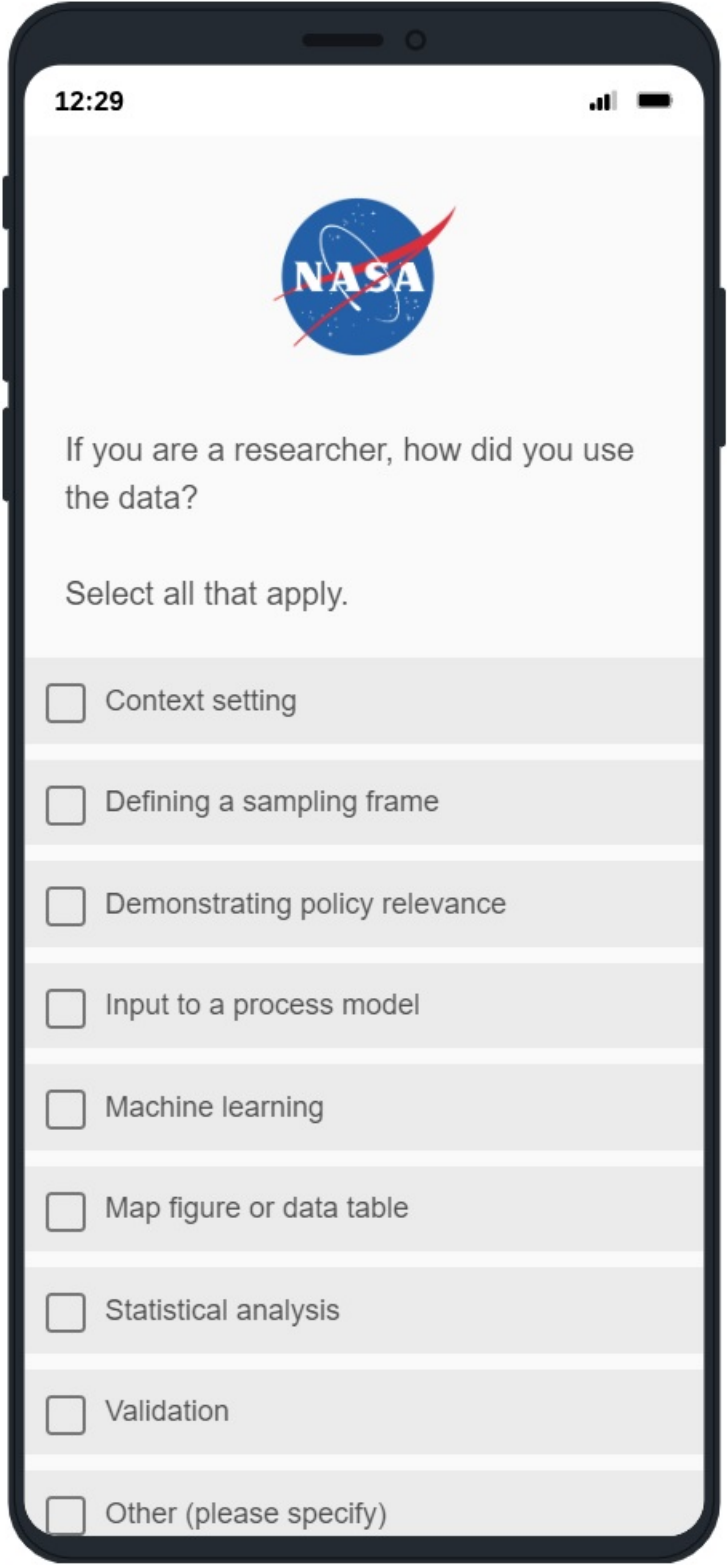 12:29
NASA
If you are a researcher, how did you use
the data?
Select all that apply.
Context setting
Defining a sampling frame
Demonstrating policy relevance
Input to a process model
Machine learning
Map figure or data table
Statistical analysis
Validation
Other (please specify)